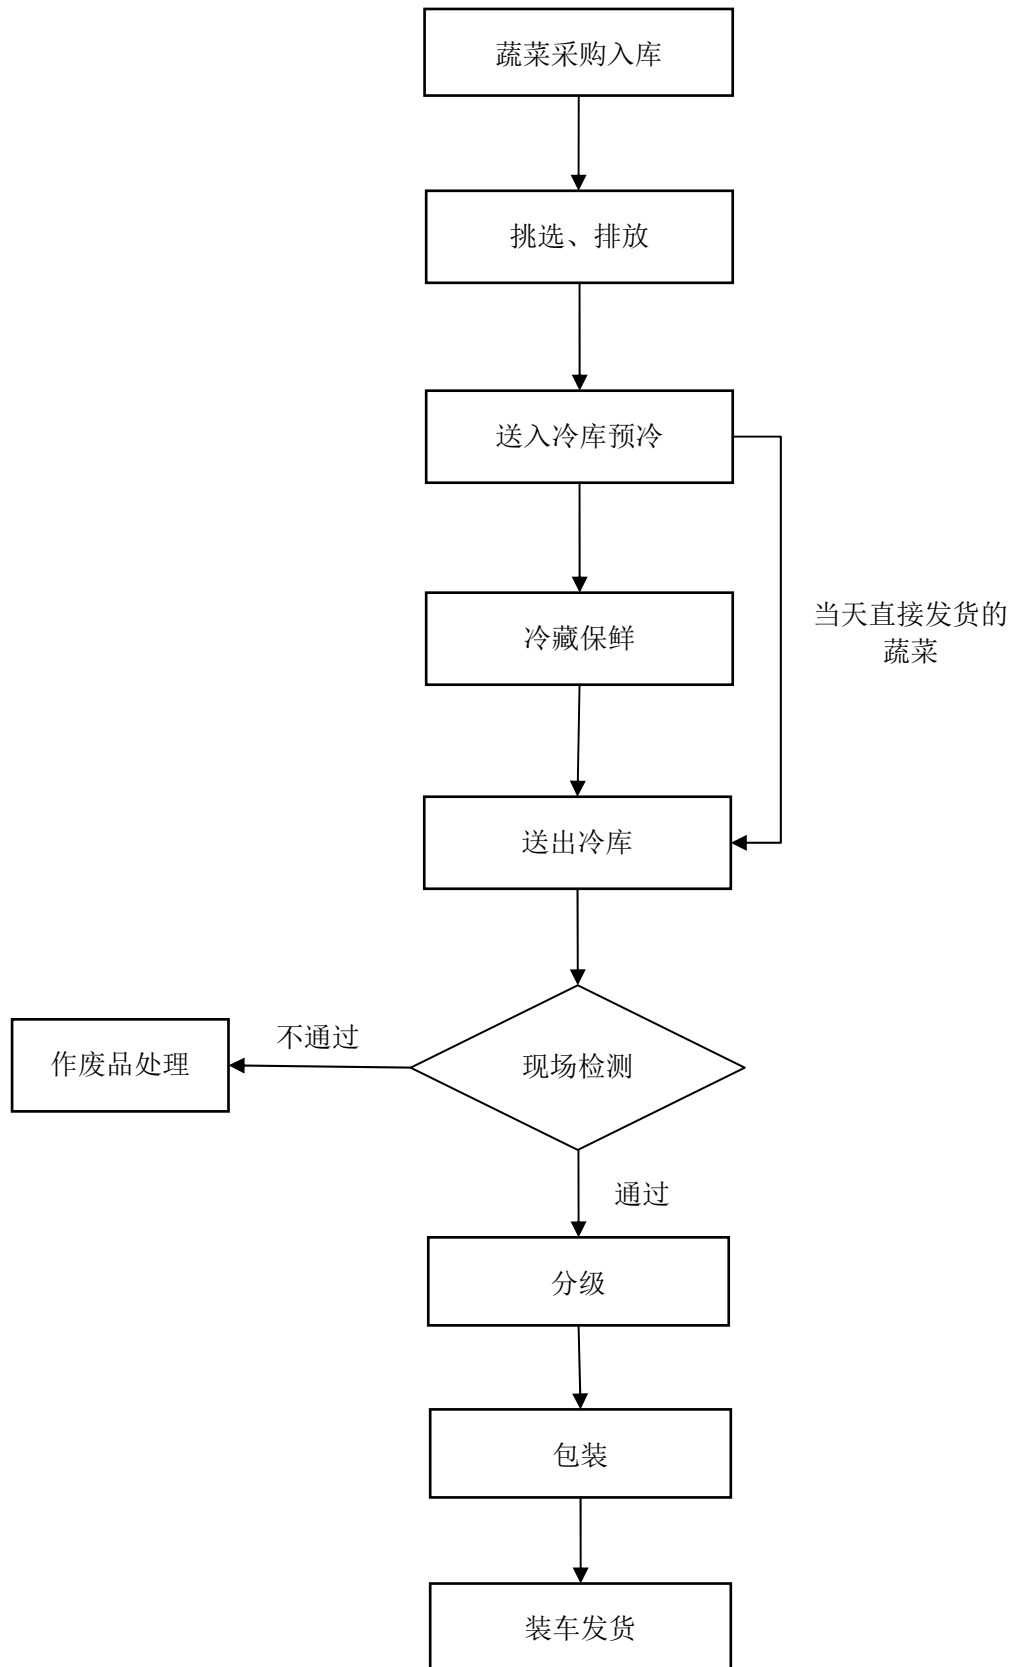 蔬菜采购入库
挑选、排放
送入冷库预冷
冷藏保鲜
当天直接发货的
蔬菜
送出冷库
不通过
作废品处理
现场检测
通过
分级
包装
装车发货